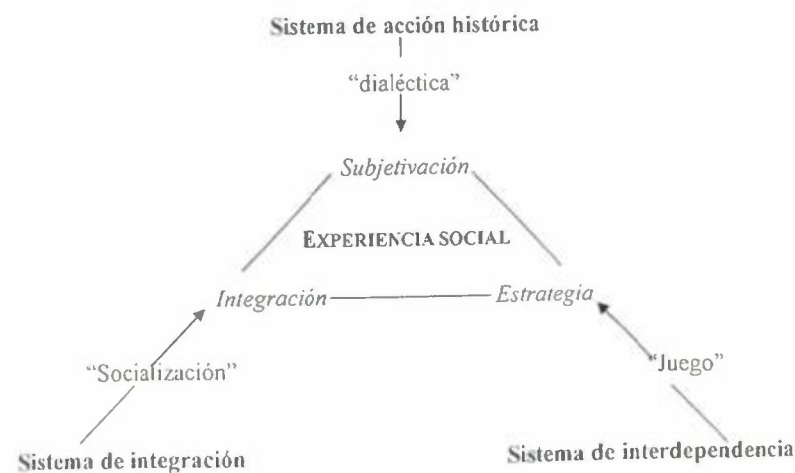 Sistema de acción histórica
“dialéctica”
Subjetivación
EXPERIENCIA SOCIAL
Integración
Estrategia
“Socialización”
“Juego”
Sistema de integración
Sistema de interdependencia